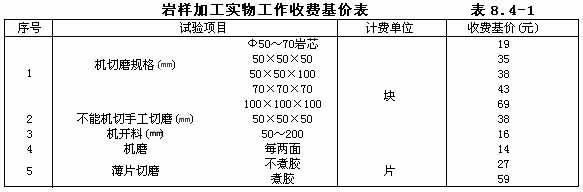 岩样加工实物工作收费基价表 表8.4-1
序号 试验项目 计费单位 收费基价(元)
1 机切磨规格(mm) Φ50~70岩芯 块 19
50×50×50 35
50×50×100 38
70×70×70 43
100×100×100 69
2 不能机切手工切磨(mm) 50×50×50 38
3 机开料(mm) 50~200 16
4 机磨 每两面 14
5 薄片切磨 不煮胶 片 27
煮胶 59